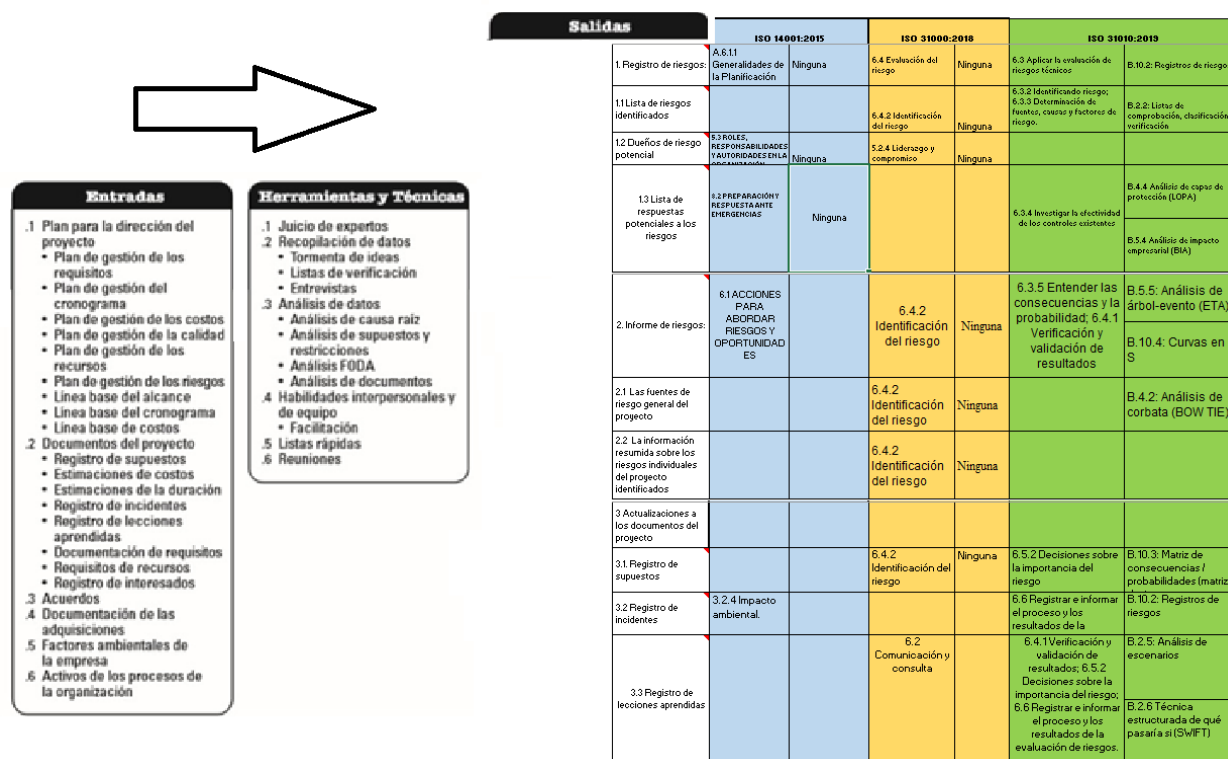 Salidas
ISO 14001:2015
ISO 31000:2018
ISO 31010:2019
1. Registro de riesgos:
A.6.1.1
Generalidades de
la Planificación
Ninguna
6.4 Evaluación del
riesgo
Ninguna
6.3 Aplicar la evaluación de
riesgos técnicos
B.10.2: Registros de riesgo
1.1 Lista de riesgos
identificados
6.4.2 Identificación
del riesgo
Ninguna
6.3.2 Identificando riesgo;
6.3.3 Determinación de
fuentes, causas y factores de
riesgo.
B.2.2: Listas de
comprobación, clasificación
verificación
1.2 Dueños de riesgo
potencial
5.3 ROLES,
RESPONSABILIDADES
Y AUTORIDADES EN LA
ORGANIZACIÓN
Ninguna
5.2.4 Liderazgo y
compromiso
Ninguna
1.3 Lista de
respuestas
potenciales a los
riesgos
8.2 PREPARACIÓN Y
RESPUESTA ANTE
EMERGENCIAS
Ninguna
6.3.4 Investigar la efectividad
de los controles existentes
B.4.4 Análisis de capas de
protección (LOPA)
B.5.4 Análisis de impacto
empresarial (BIA)
2. Informe de riesgos:
6.1 ACCIONES
PARA
ABORDAR
RIESGOS Y
OPORTUNIDAD
ES
6.4.2
Identificación
del riesgo
Ninguna
6.3.5 Entender las
consecuencias y la
probabilidad; 6.4.1
Verificación y
validación de
resultados
B.5.5: Análisis de
árbol-evento (ETA)
B.10.4: Curvas en
S
2.1 Las fuentes de
riesgo general del
proyecto
6.4.2
Identificación
del riesgo
Ninguna
B.4.2: Análisis de
corbata (BOW TIE)
2.2 La información
resumida sobre los
riesgos individuales
del proyecto
identificados
6.4.2
Identificación
del riesgo
Ninguna
3 Actualizaciones a
los documentos del
proyecto
3.1. Registro de
supuestos
6.4.2
Identificación del
riesgo
Ninguna
6.5.2 Decisiones sobre
la importancia del
riesgo
B.10.3: Matriz de
consecuencias /
probabilidades (matriz
3.2 Registro de
incidentes
3.2.4 Impacto
ambiental.
6.6 Registrar e informar
el proceso y los
resultados de la
B.10.2: Registros de
riesgos
3.3 Registro de
lecciones aprendidas
6.2
Comunicación y
consulta
6.4.1 Verificación y
validación de
resultados; 6.5.2
Decisiones sobre la
importancia del riesgo;
6.6 Registrar e informar
el proceso y los
resultados de la
evaluación de riesgos.
B.2.5: Análisis de
escenarios
B.2.6 Técnica
estructurada de qué
pasaría si (SWIFT)
Entradas
.1 Plan para la dirección del
proyecto
• Plan de gestión de los
requisitos
• Plan de gestión del
cronograma
• Plan de gestión de los costos
• Plan de gestión de la calidad
• Plan de gestión de los
recursos
• Plan de gestión de los riesgos
• Línea base del alcance
• Línea base del cronograma
• Línea base de costos
.2 Documentos del proyecto
• Registro de supuestos
• Estimaciones de costos
• Estimaciones de la duración
• Registro de incidentes
• Registro de lecciones
aprendidas
• Documentación de requisitos
• Requisitos de recursos
• Registro de interesados
.3 Acuerdos
.4 Documentación de las
adquisiciones
.5 Factores ambientales de
la empresa
.6 Activos de los procesos de
la organización
Herramientas y Técnicas
.1 Juicio de expertos
.2 Recopilación de datos
• Tormenta de ideas
• Listas de verificación
• Entrevistas
.3 Análisis de datos
• Análisis de causa raíz
• Análisis de supuestos y
restricciones
• Análisis FODA
• Análisis de documentos
.4 Habilidades interpersonales y
de equipo
• Facilitación
.5 Listas rápidas
.6 Reuniones